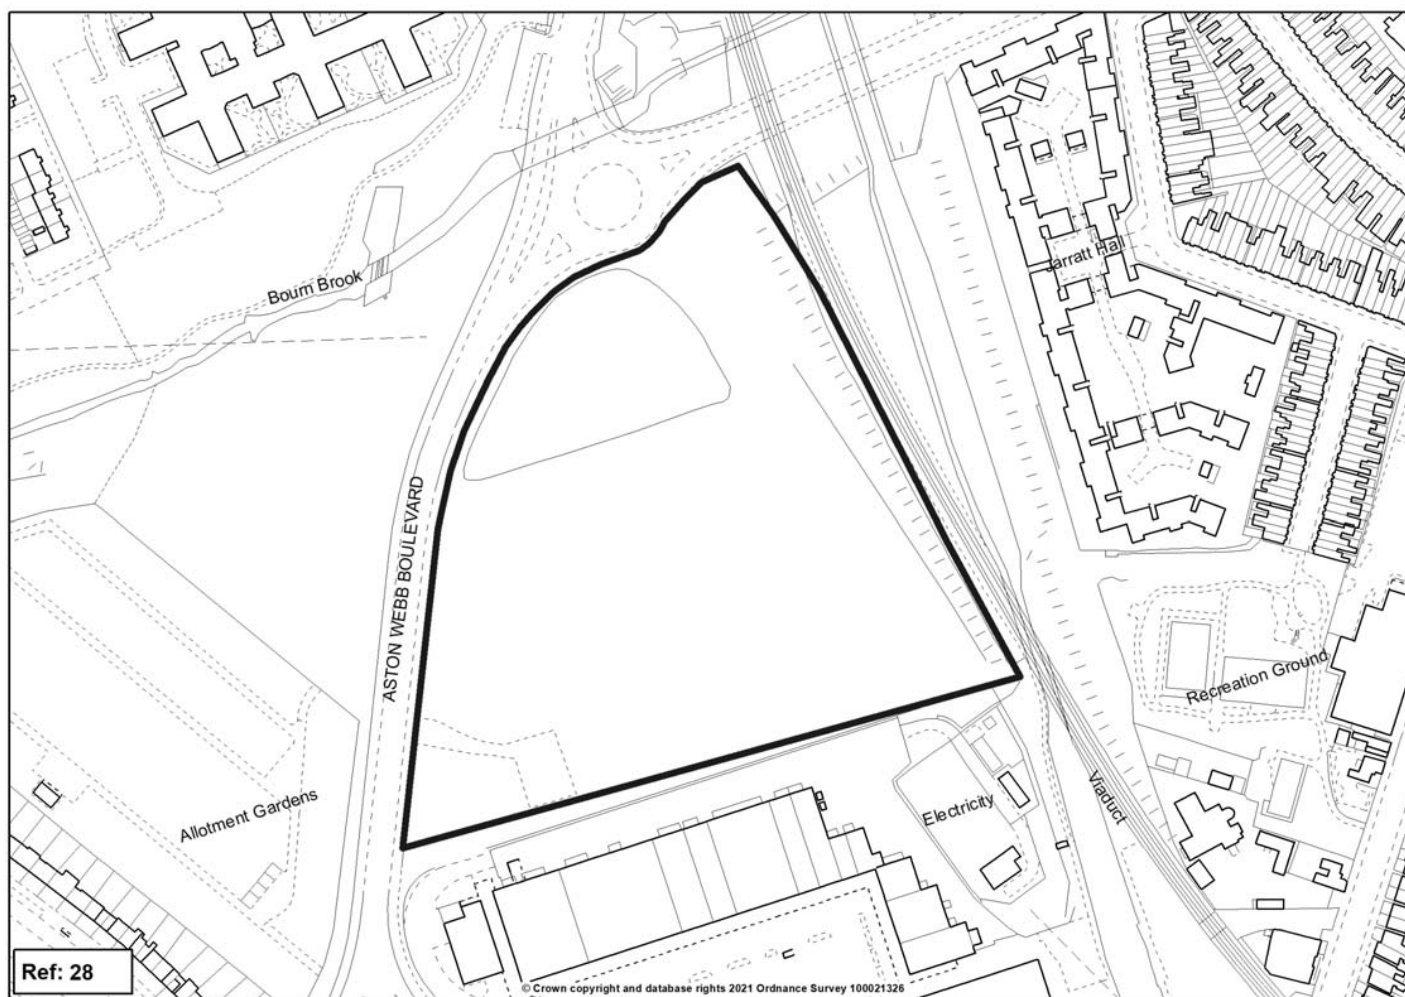 Jarratt Hall
Bourn Brook
ASTON WEBB BOULEVARD
Recreation Ground
Allotment Gardens
Electricity
Viaduct
Ref: 28
© Crown copyright and database rights 2021 Ordnance Survey 100021326